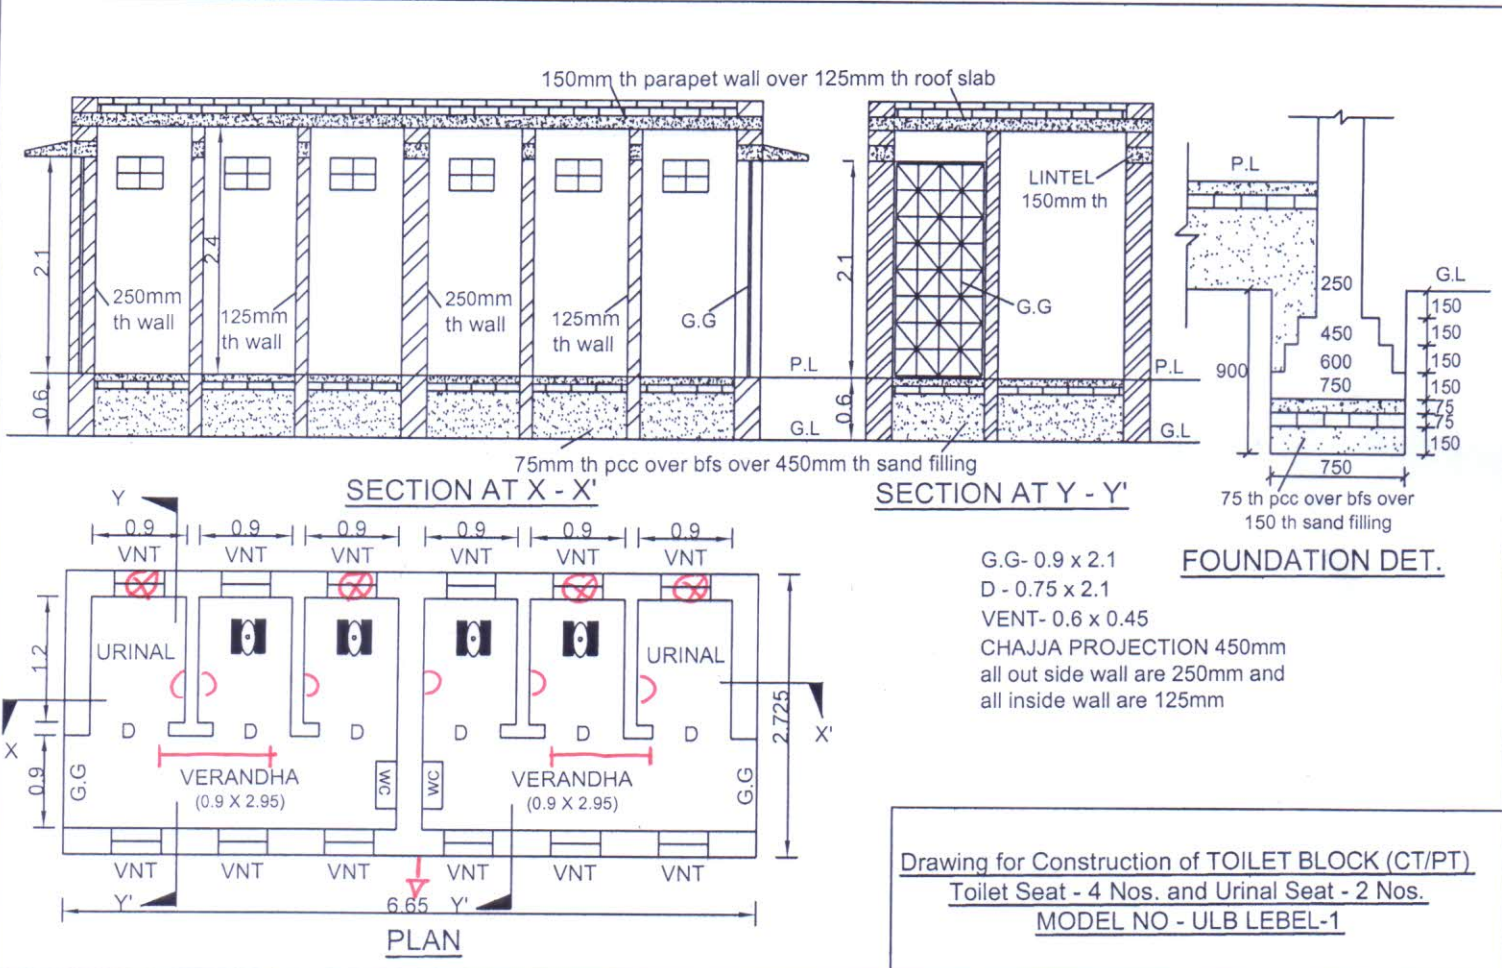 150mm th parapet wall over 125mm th roof slab
2.1
2.4
250mm
th wall
125mm
th wall
250mm
th wall
125mm
th wall
G.G
P.L
0.6
G.L
75mm th pcc over bfs over 450mm th sand filling
SECTION AT X - X'
LINTEL
150mm th
2.1
G.G
P.L
0.6
G.L
SECTION AT Y - Y'
P.L
G.L
250
450
600
750
900
150
150
150
150
75
75
150
750
75 th pcc over bfs over
150 th sand filling
FOUNDATION DET.
G.G- 0.9 x 2.1
D - 0.75 x 2.1
VENT- 0.6 x 0.45
CHAJJA PROJECTION 450mm
all out side wall are 250mm and
all inside wall are 125mm
Y
0.9 0.9 0.9 0.9 0.9 0.9
VNT VNT VNT VNT VNT VNT
URINAL URINAL
1.2
2.725
X X'
D D D D D D
0.9
G.G
VERANDHA
(0.9 X 2.95)
WC
WC
VERANDHA
(0.9 X 2.95)
G.G
VNT VNT VNT VNT VNT VNT
Y' Y'
6.65
PLAN
Drawing for Construction of TOILET BLOCK (CT/PT)
Toilet Seat - 4 Nos. and Urinal Seat - 2 Nos.
MODEL NO - ULB LEBEL-1